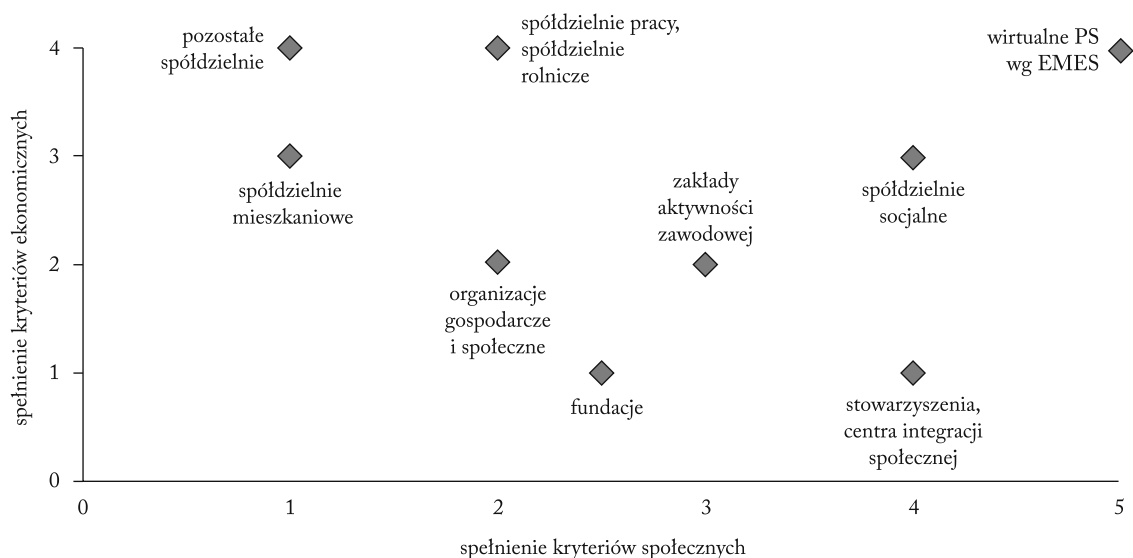 spełnienie kryteriów ekonomicznych
4
3
2
1
0
pozostałe
spółdzielnie
spółdzielnie pracy,
spółdzielnie
rolnicze
wirtualne PS
wg EMES
spółdzielnie
mieszkaniowe
zakłady
aktywności
zawodowej
spółdzielnie
socjalne
organizacje
gospodarcze
i społeczne
fundacje
stowarzyszenia,
centra integracji
społecznej
0
1
2
3
4
5
spełnienie kryteriów społecznych